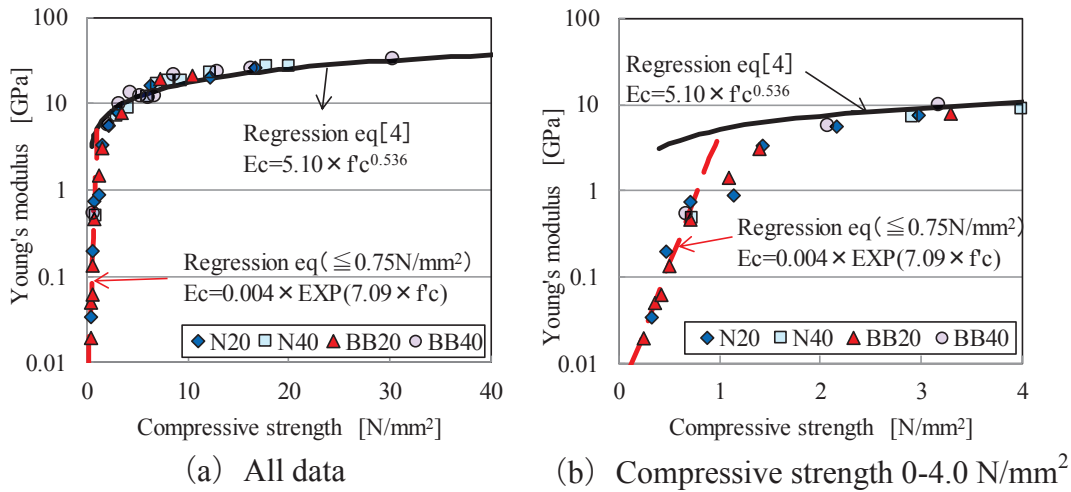 100
10
1
0.1
0.01
Young's modulus [GPa]
Regression eq[4]
Ec=5.10×f'c^0.536
Regression eq(≦0.75N/mm²)
Ec=0.004×EXP(7.09×f'c)
N20 N40 BB20 BB40
0 10 20 30 40
Compressive strength [N/mm²]
(a) All data
100
10
1
0.1
0.01
Young's modulus [GPa]
Regression eq[4]
Ec=5.10×f'c^0.536
Regression eq(≦0.75N/mm²)
Ec=0.004×EXP(7.09×f'c)
N20 N40 BB20 BB40
0 1 2 3 4
Compressive strength [N/mm²]
(b) Compressive strength 0-4.0 N/mm²